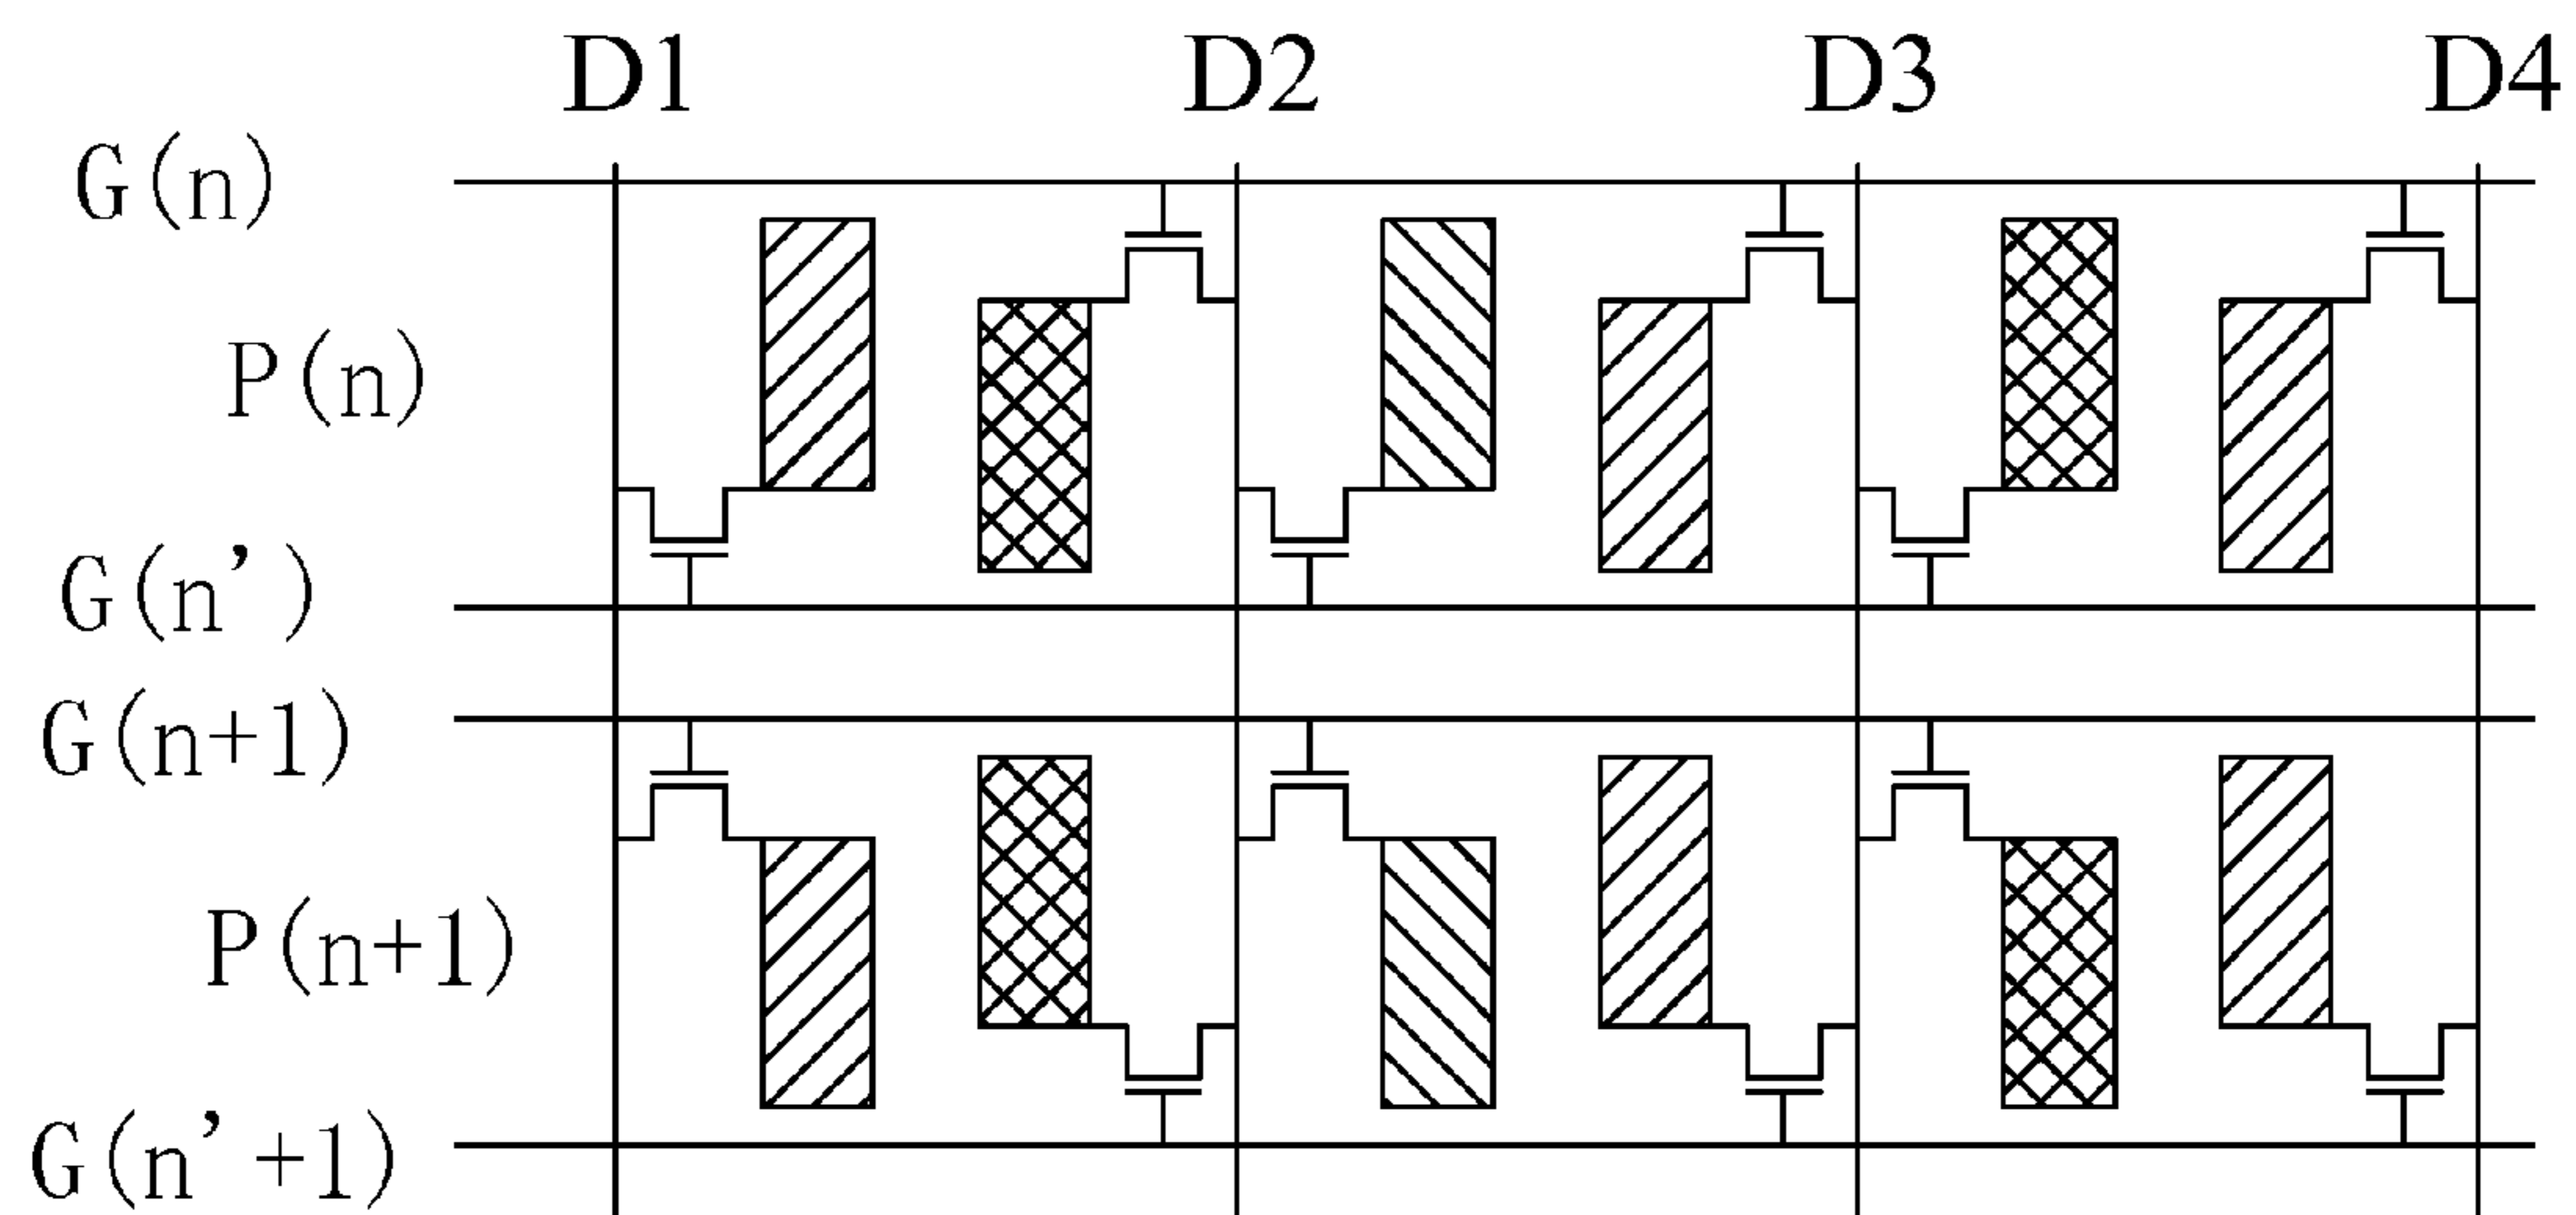 D1 D2 D3 D4
G(n)
P(n)
G(n’)
G(n+1)
P(n+1)
G(n’+1)